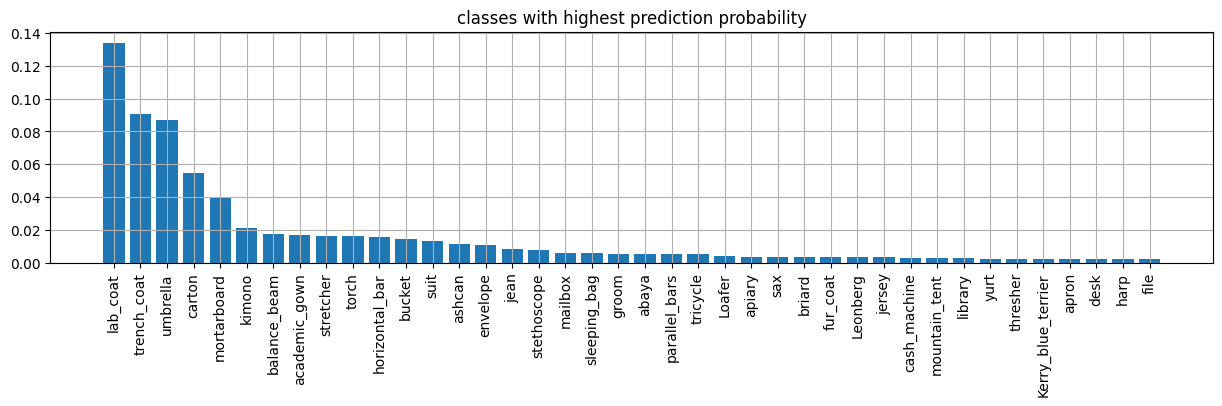 classes with highest prediction probability
0.14
0.12
0.10
0.08
0.06
0.04
0.02
0.00
lab_coat
trench_coat
umbrella
carton
mortarboard
kimono
balance_beam
academic_gown
stretcher
torch
horizontal_bar
bucket
suit
ashcan
envelope
jean
stethoscope
mailbox
sleeping_bag
groom
abaya
parallel_bars
tricycle
Loafer
apiary
sax
briard
fur_coat
Leonberg
jersey
cash_machine
mountain_tent
library
yurt
thresher
Kerry_blue_terrier
apron
desk
harp
file